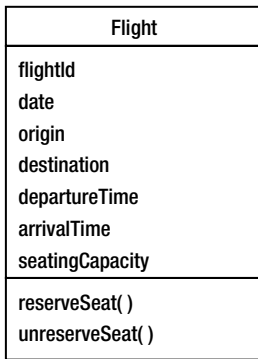 Flight
flightId
date
origin
destination
departureTime
arrivalTime
seatingCapacity
reserveSeat( )
unreserveSeat( )